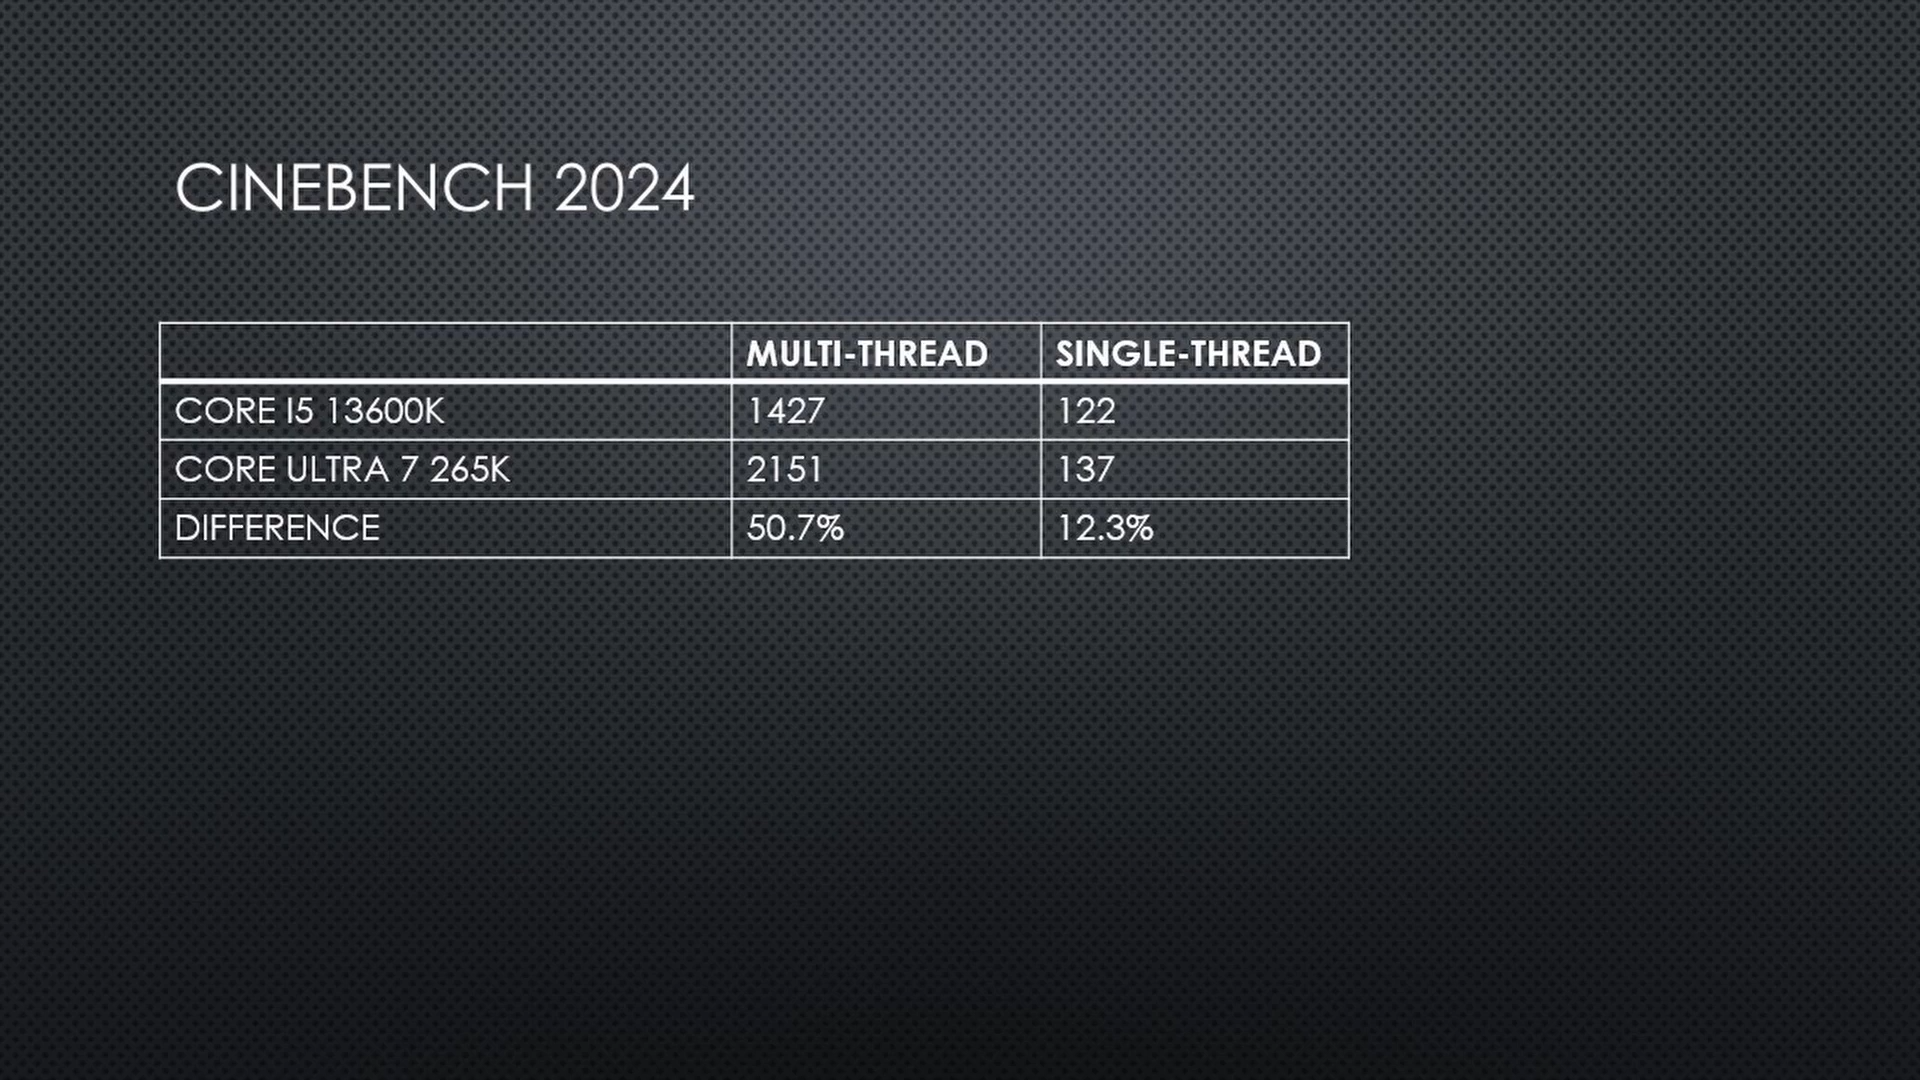 CINEBENCH 2024
MULTI-THREAD SINGLE-THREAD
CORE I5 13600K 1427 122
CORE ULTRA 7 265K 2151 137
DIFFERENCE 50.7% 12.3%